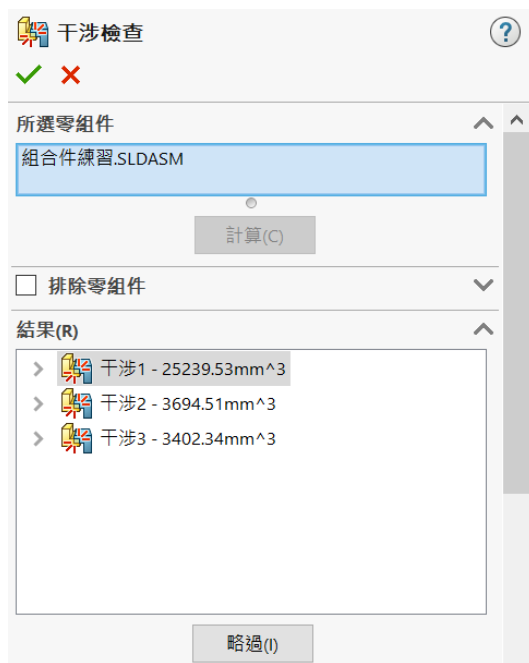 干涉檢查
?
所選零組件
組合件練習.SLDASM
計算(C)
排除零組件
結果(R)
干涉1 - 25239.53mm^3
干涉2 - 3694.51mm^3
干涉3 - 3402.34mm^3
略過(I)